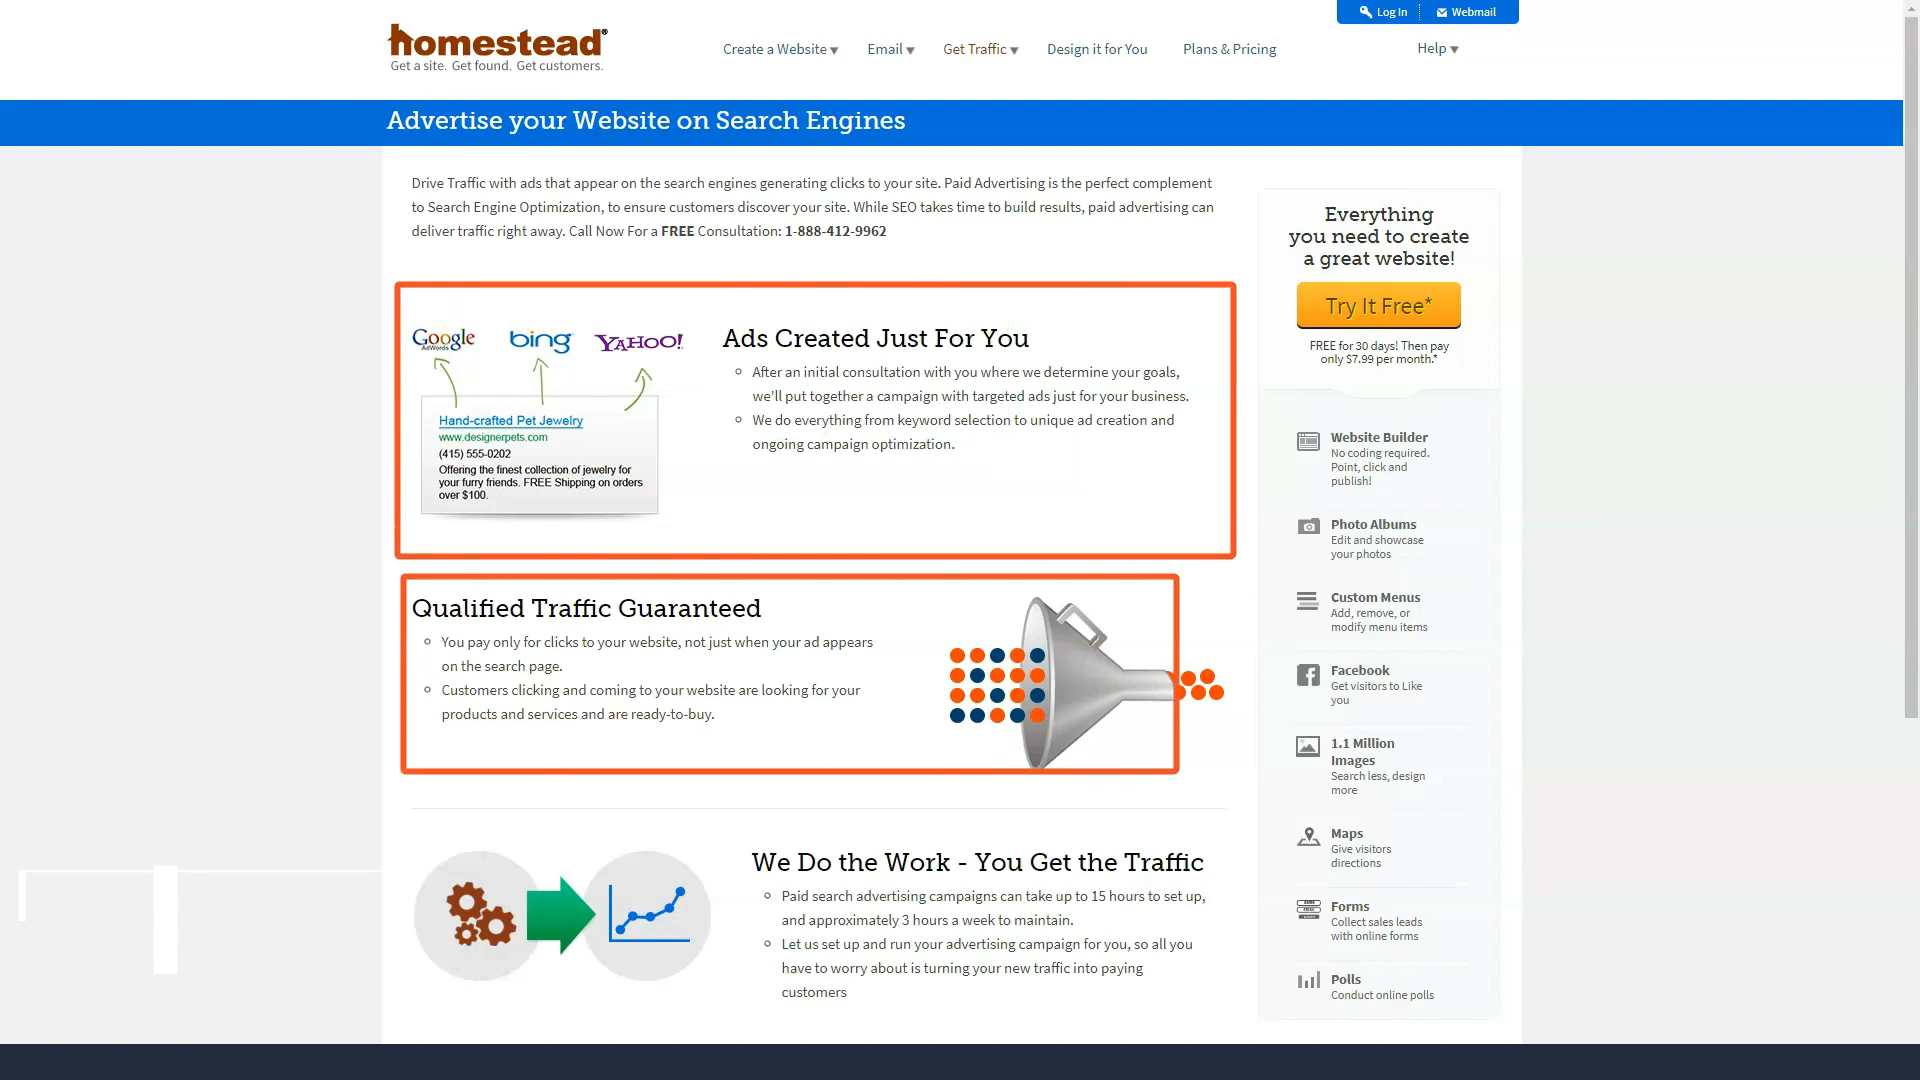 Log In
Webmail
homestead®
Get a site. Get found. Get customers.
Create a Website
Email
Get Traffic
Design it for You
Plans & Pricing
Help
Advertise your Website on Search Engines
Drive Traffic with ads that appear on the search engines generating clicks to your site. Paid Advertising is the perfect complement
to Search Engine Optimization, to ensure customers discover your site. While SEO takes time to build results, paid advertising can
deliver traffic right away. Call Now For a FREE Consultation: 1-888-412-9962
Google
AdWords
bing
YAHOO!
Hand-crafted Pet Jewelry
www.designerpets.com
(415) 555-0202
Offering the finest collection of jewelry for
your furry friends. FREE Shipping on orders
over $100.
Ads Created Just For You
After an initial consultation with you where we determine your goals,
we'll put together a campaign with targeted ads just for your business.
We do everything from keyword selection to unique ad creation and
ongoing campaign optimization.
Qualified Traffic Guaranteed
You pay only for clicks to your website, not just when your ad appears
on the search page.
Customers clicking and coming to your website are looking for your
products and services and are ready-to-buy.
We Do the Work - You Get the Traffic
Paid search advertising campaigns can take up to 15 hours to set up,
and approximately 3 hours a week to maintain.
Let us set up and run your advertising campaign for you, so all you
have to worry about is turning your new traffic into paying
customers
Everything
you need to create
a great website!
Try It Free*
FREE for 30 days! Then pay
only $7.99 per month.*
Website Builder
No coding required.
Point, click and
publish!
Photo Albums
Edit and showcase
your photos
Custom Menus
Add, remove, or
modify menu items
Facebook
Get visitors to Like
you
1.1 Million
Images
Search less, design
more
Maps
Give visitors
directions
Forms
Collect sales leads
with online forms
Polls
Conduct online polls